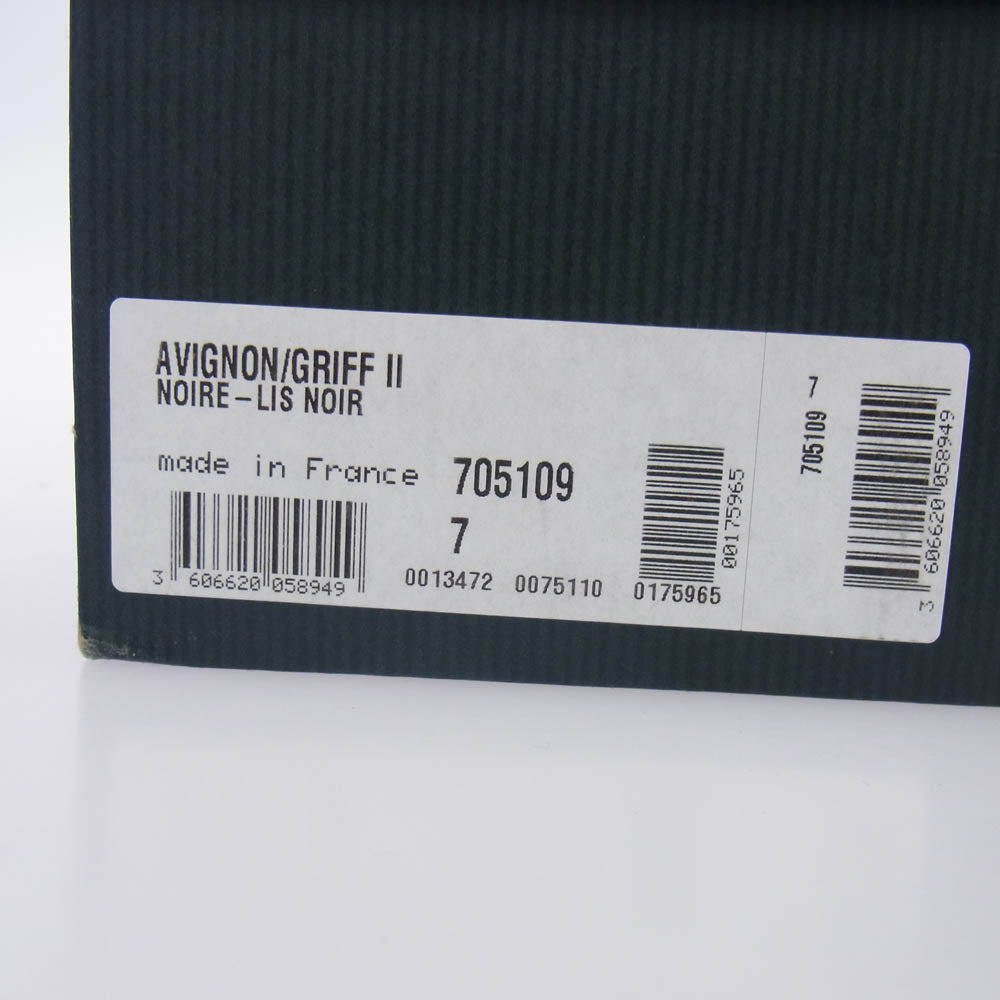 AVIGNON/GRIFF II
NOIRE-LIS NOIR
made in France 705109
7
3 606620 058949
0013472 0075110 0175965
00175965
705109 7
3 606620 058949